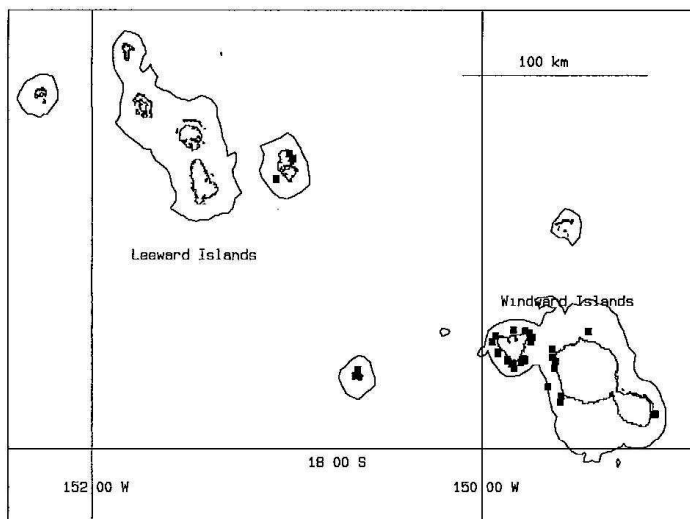 100 km
Leeward Islands
Windward Islands
18 00 S
152 00 W
150 00 W